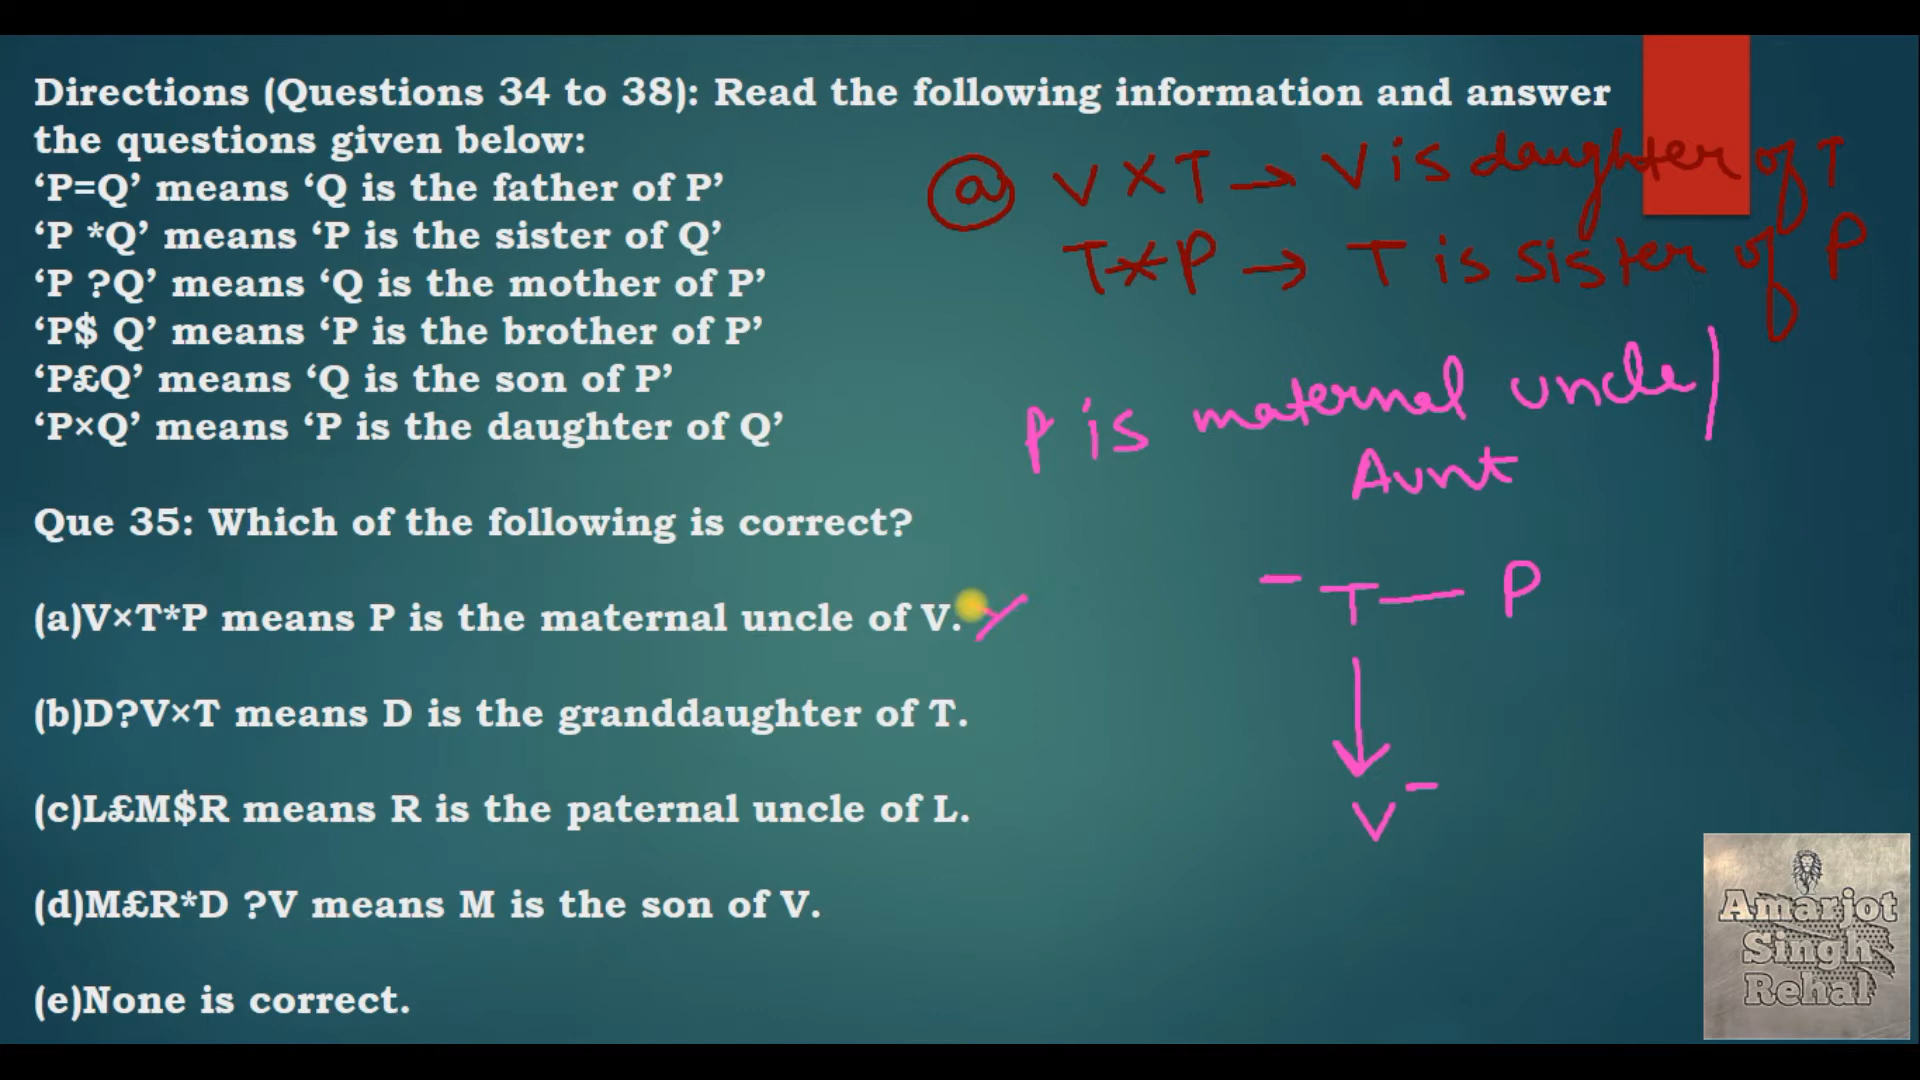 Directions (Questions 34 to 38): Read the following information and answer
the questions given below:
‘P=Q’ means ‘Q is the father of P’
‘P *Q’ means ‘P is the sister of Q’
‘P ?Q’ means ‘Q is the mother of P’
‘P$ Q’ means ‘P is the brother of P’
‘P£Q’ means ‘Q is the son of P’
‘P×Q’ means ‘P is the daughter of Q’
Que 35: Which of the following is correct?
(a)V×T*P means P is the maternal uncle of V.
(b)D?V×T means D is the granddaughter of T.
(c)L£M$R means R is the paternal uncle of L.
(d)M£R*D ?V means M is the son of V.
(e)None is correct.
(a) V×T → V is daughter of T
T*P → T is sister of P
P is maternal uncle/
Aunt
- T — P
V -
Amarjot
Singh
Rehal